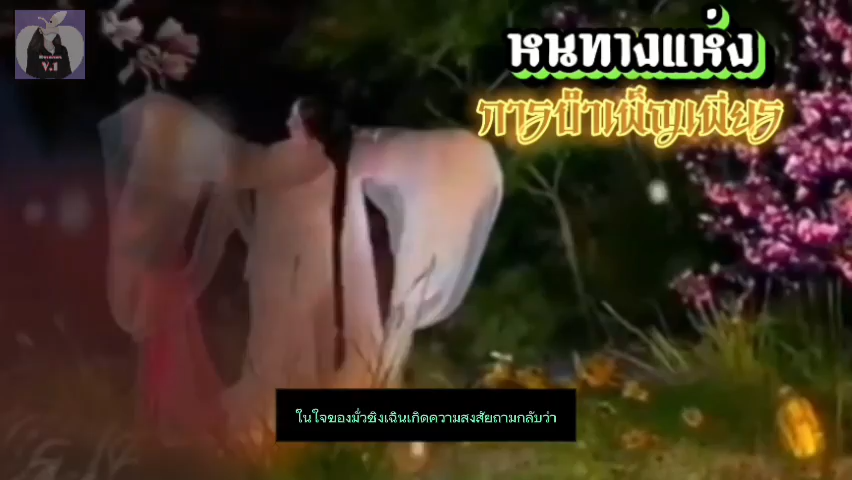 หนทางแห่ง
การบำเพ็ญเพียร
V.1
ในใจของมั่วชิงเฉินเกิดความสงสัยถามกลับว่า